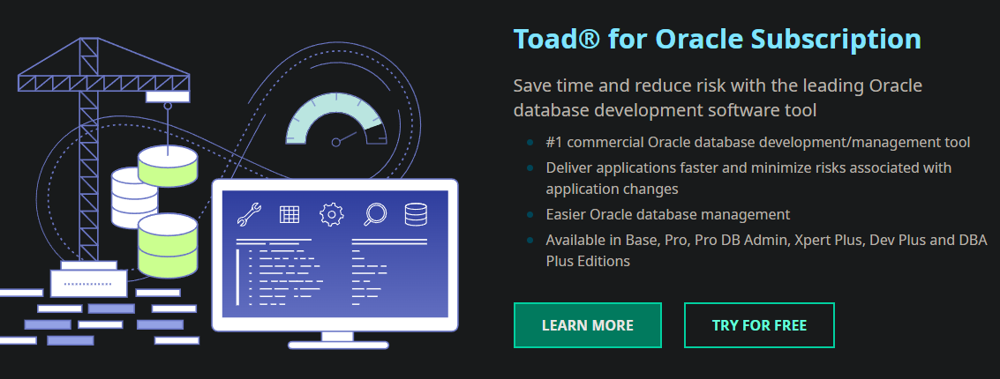 Toad® for Oracle Subscription
Save time and reduce risk with the leading Oracle
database development software tool
#1 commercial Oracle database development/management tool
Deliver applications faster and minimize risks associated with
application changes
Easier Oracle database management
Available in Base, Pro, Pro DB Admin, Xpert Plus, Dev Plus and DBA
Plus Editions
LEARN MORE
TRY FOR FREE